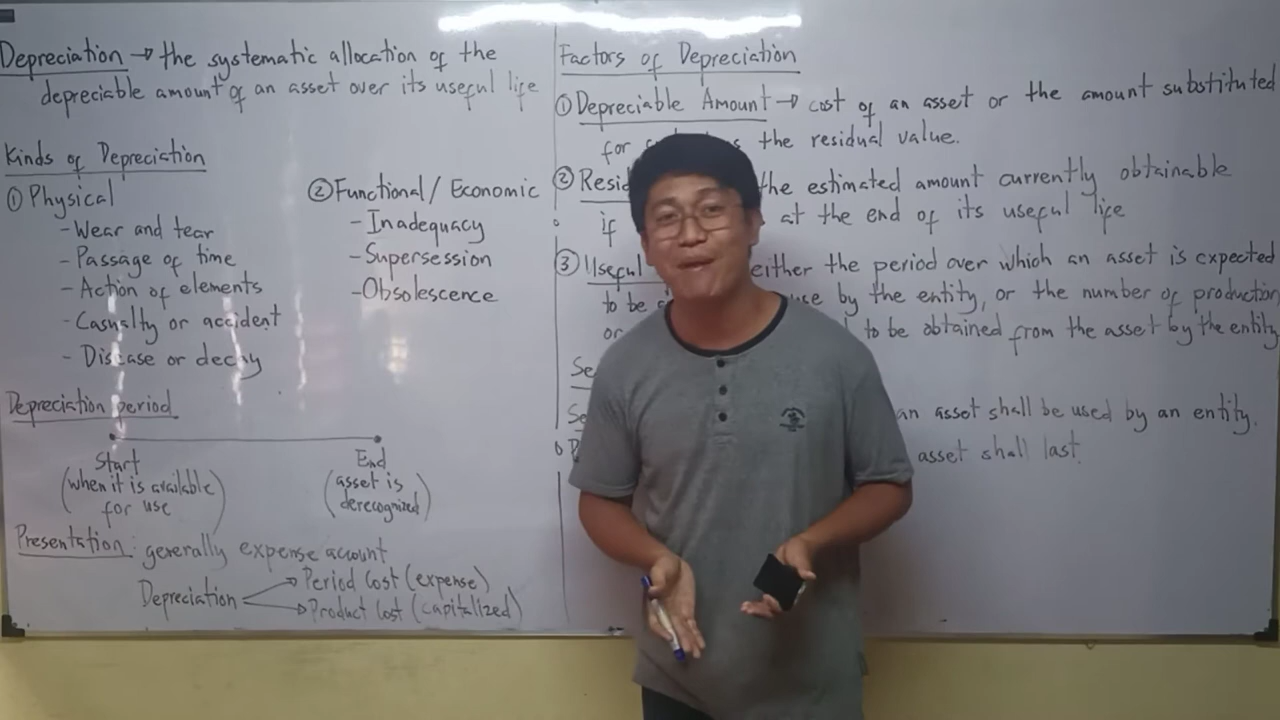 Depreciation → the systematic allocation of the
depreciable amount of an asset over its useful life
Kinds of Depreciation
① Physical
- Wear and tear
- Passage of time
- Action of elements
- Casualty or accident
- Disease or decay
② Functional / Economic
- Inadequacy
- Supersession
- Obsolescence
Depreciation period
Start
(when it is available
for use)
End
(asset is
derecognized)
Presentation: generally expense account
Depreciation
→ Period Cost (expense)
→ Product Cost (capitalized)
Factors of Depreciation
① Depreciable Amount → cost of an asset or the amount substituted
for the residual value.
② Resid the estimated amount currently obtainable
if at the end of its useful life
③ Useful either the period over which an asset is expected
to be use by the entity, or the number of production
or to be obtained from the asset by the entity
Se
Se an asset shall be used by an entity.
asset shall last.